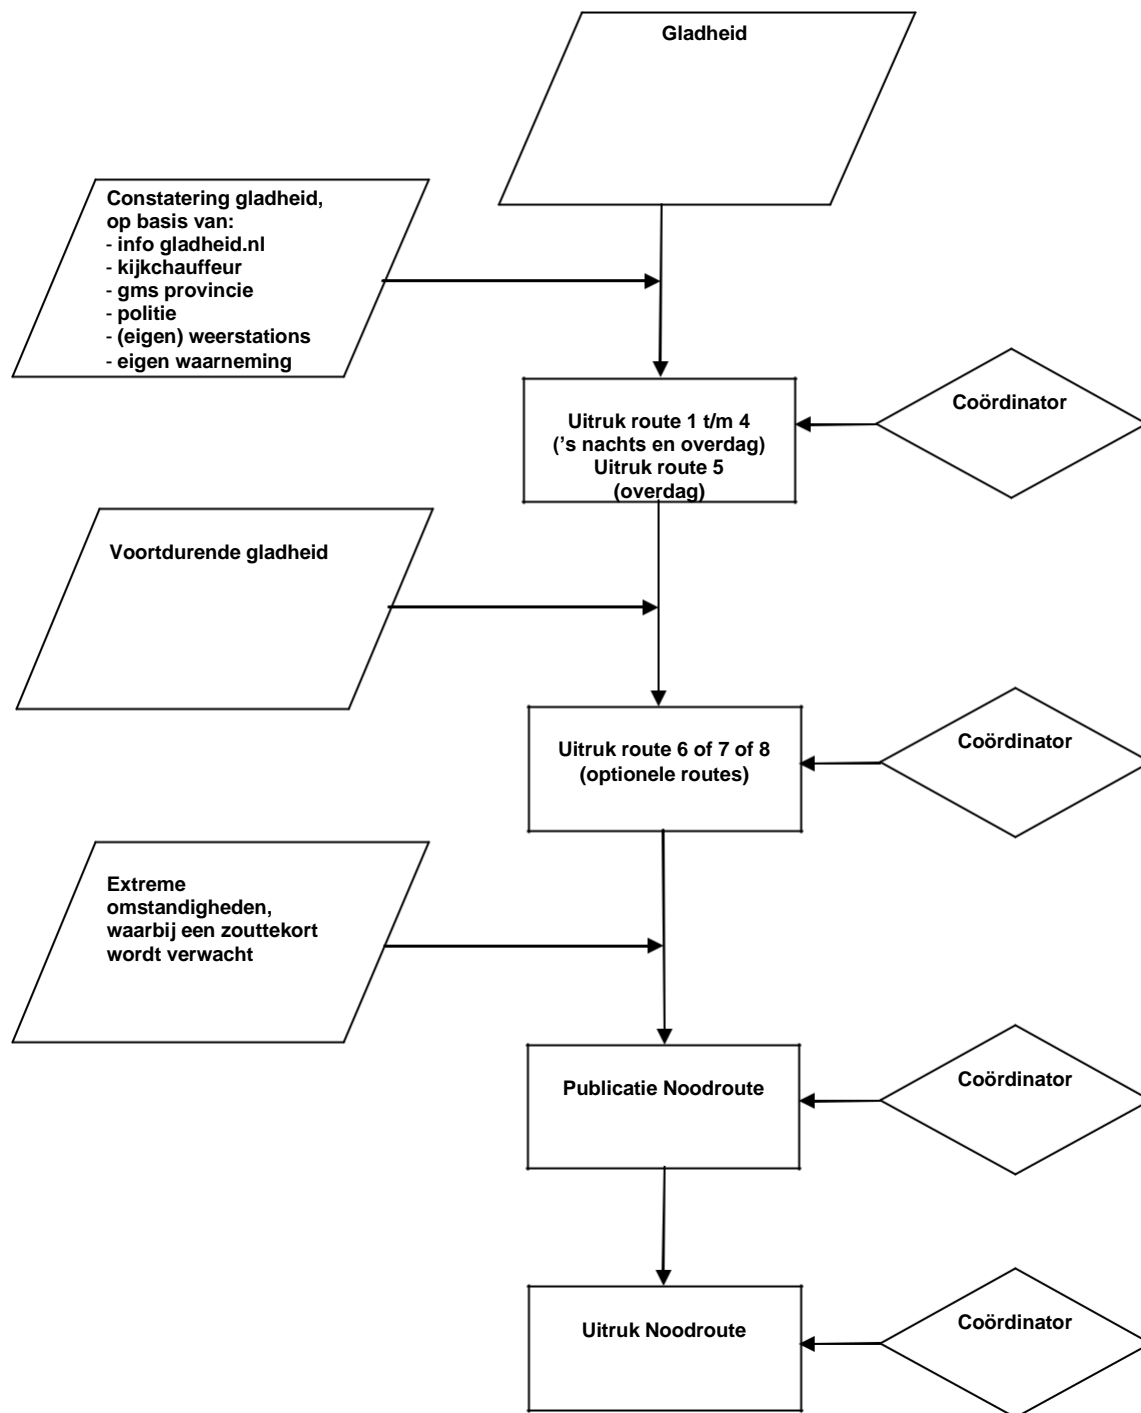 Gladheid
Constatering gladheid,
op basis van:
- info gladheid.nl
- kijkchauffeur
- gms provincie
- politie
- (eigen) weerstations
- eigen waarneming
Uitruk route 1 t/m 4
(’s nachts en overdag)
Uitruk route 5
(overdag)
Coördinator
Voortdurende gladheid
Uitruk route 6 of 7 of 8
(optionele routes)
Coördinator
Extreme
omstandigheden,
waarbij een zouttekort
wordt verwacht
Publicatie Noodroute
Coördinator
Uitruk Noodroute
Coördinator